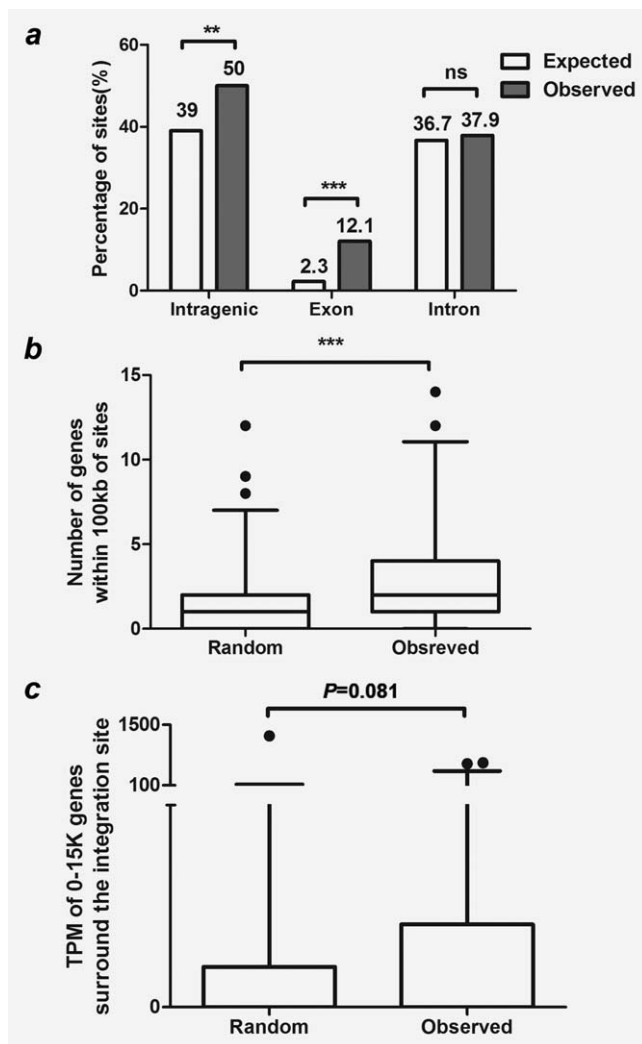 a
**
60
50
Expected
Observed
39
ns
36.7
37.9
40
Percentage of sites(%)
***
20
12.1
2.3
0
Intragenic
Exon
Intron
b
***
15
10
Number of genes
within 100kb of sites
5
0
Random
Obsreved
c
P=0.081
1500
100
TPM of 0-15K genes
surround the integration site
0
Random
Observed